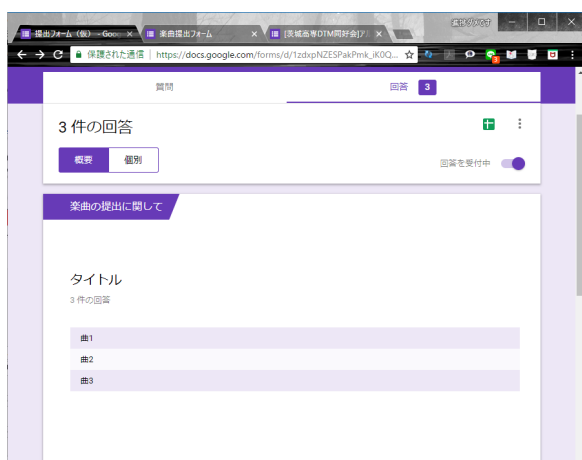 提出フォーム (仮) - Goo
楽曲提出フォーム
[茨城高専DTM同好会]ア
保護された通信 | https://docs.google.com/forms/d/1zdxpNZESPakPmk_iK0Q...
質問
回答 3
3 件の回答
概要 個別
回答を受付中
楽曲の提出に関して
タイトル
3 件の回答
曲1
曲2
曲3